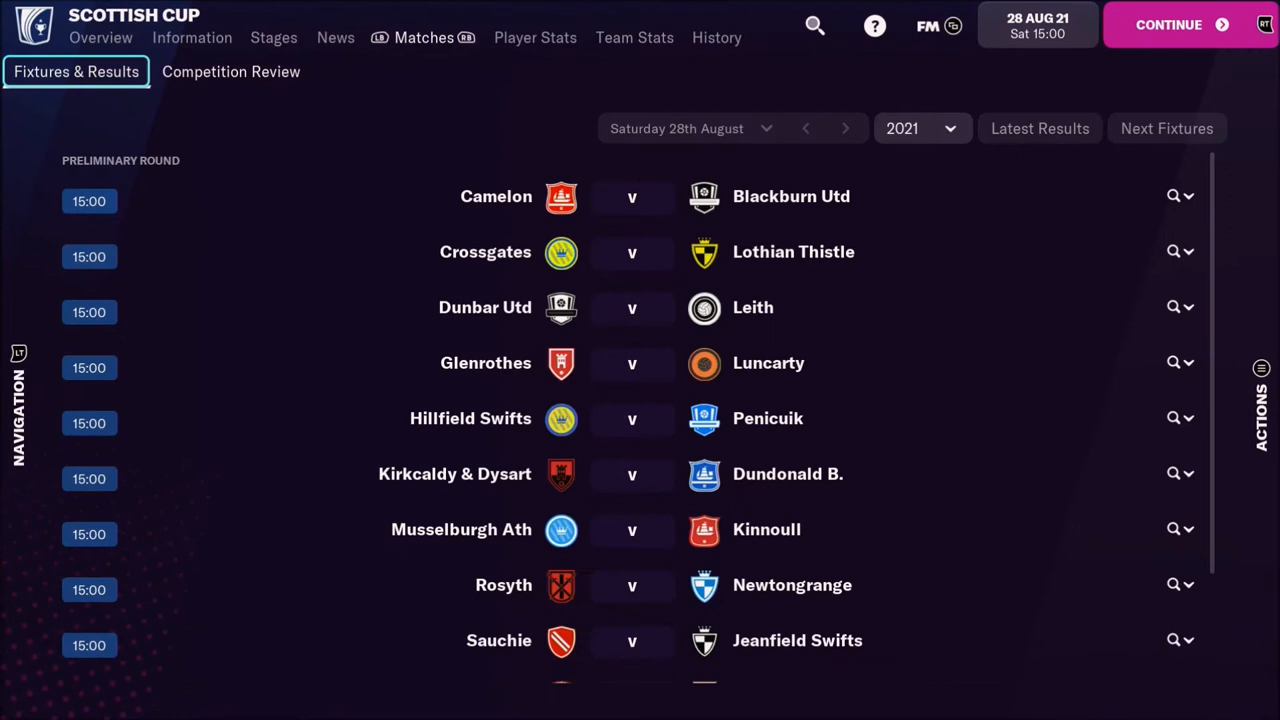 SCOTTISH CUP
Overview Information Stages News LB Matches RB Player Stats Team Stats History
? FM 28 AUG 21 Sat 15:00 CONTINUE RT
Fixtures & Results Competition Review
Saturday 28th August 2021 Latest Results Next Fixtures
PRELIMINARY ROUND
15:00 Camelon v Blackburn Utd
15:00 Crossgates v Lothian Thistle
15:00 Dunbar Utd v Leith
15:00 Glenrothes v Luncarty
15:00 Hillfield Swifts v Penicuik
15:00 Kirkcaldy & Dysart v Dundonald B.
15:00 Musselburgh Ath v Kinnoull
15:00 Rosyth v Newtongrange
15:00 Sauchie v Jeanfield Swifts
LT NAVIGATION
ACTIONS